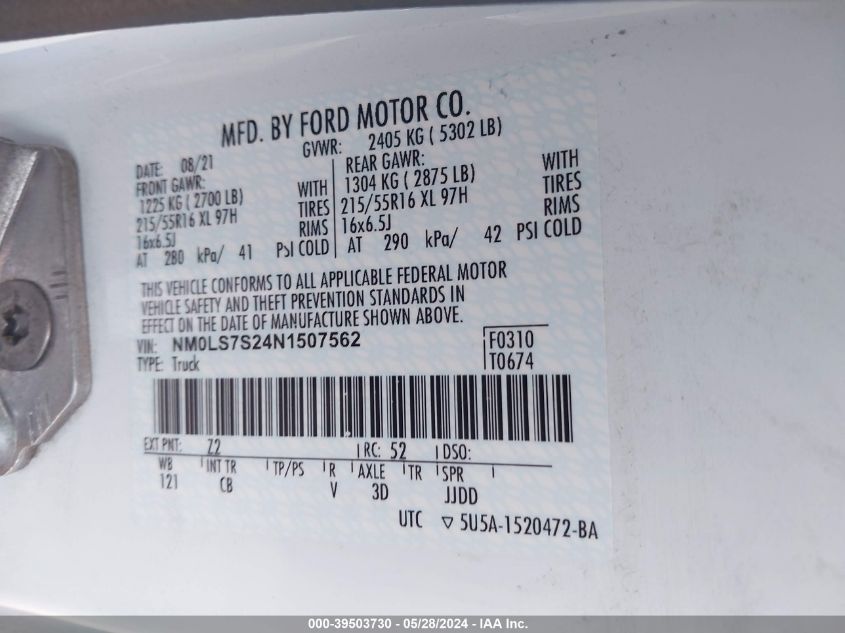 MFD. BY FORD MOTOR CO.
DATE: 08/21 GVWR: 2405 KG ( 5302 LB)
FRONT GAWR: REAR GAWR:
1225 KG ( 2700 LB) WITH 1304 KG ( 2875 LB) WITH
215/55R16 XL 97H TIRES 215/55R16 XL 97H TIRES
16x6.5J RIMS 16x6.5J RIMS
AT 280 kPa/ 41 PSI COLD AT 290 kPa/ 42 PSI COLD
THIS VEHICLE CONFORMS TO ALL APPLICABLE FEDERAL MOTOR
VEHICLE SAFETY AND THEFT PREVENTION STANDARDS IN
EFFECT ON THE DATE OF MANUFACTURE SHOWN ABOVE.
VIN: NM0LS7S24N1507562 F0310
TYPE: Truck T0674
EXT PNT: Z2 RC: 52 DSO:
WB INT TR TP/PS R AXLE TR SPR
121 CB V 3D JJDD
UTC ▽ 5U5A-1520472-BA
000-39503730 - 05/28/2024 - IAA Inc.